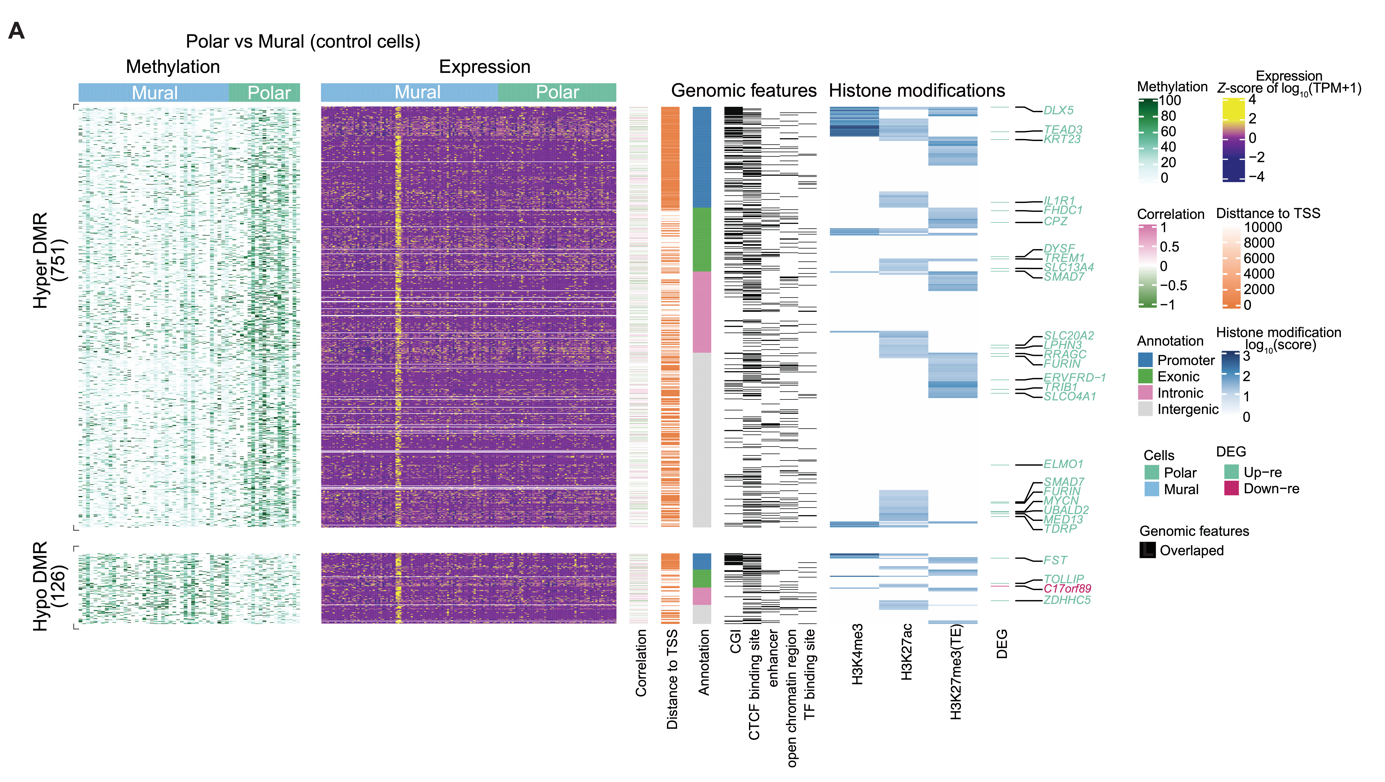 A
Polar vs Mural (control cells)
Methylation
Expression
Mural
Polar
Mural
Polar
Genomic features
Histone modifications
Hyper DMR
(751)
Hypo DMR
(126)
DLX5
TEAD3
KRT23
IL1R1
FHDC1
CPZ
DYSF
TREM1
SLC13A4
SMAD7
SLC20A2
LPHN3
RRAGC
FURIN
ERVFRD−1
TRIB1
SLCO4A1
ELMO1
SMAD7
FURIN
MYCN
UBALD2
MED13
TDRP
FST
TOLLIP
C17orf89
ZDHHC5
Correlation
Distance to TSS
Annotation
CGI
CTCF binding site
enhancer
open chromatin region
TF binding site
H3K4me3
H3K27ac
H3K27me3(TE)
DEG
Methylation
100
80
60
40
20
0
Expression
Z-score of log10(TPM+1)
4
2
0
−2
−4
Correlation
1
0.5
0
−0.5
−1
Disttance to TSS
10000
8000
6000
4000
2000
0
Annotation
Promoter
Exonic
Intronic
Intergenic
Histone modification
log10(score)
3
2
1
0
Cells
Polar
Mural
DEG
Up−re
Down−re
Genomic features
Overlaped